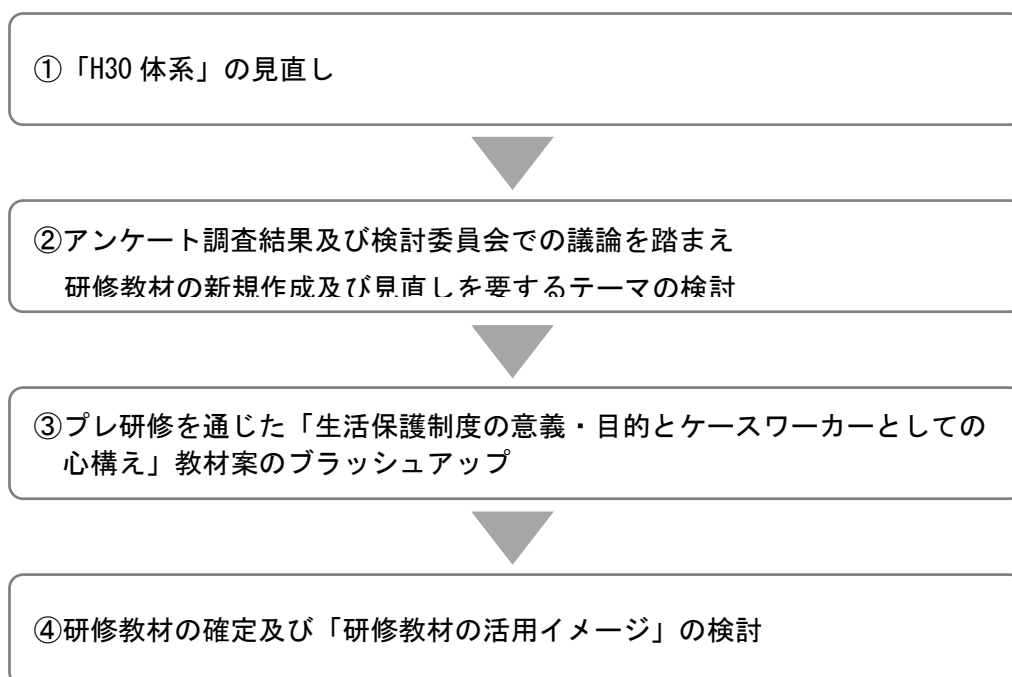 ①「H30 体系」の見直し
②アンケート調査結果及び検討委員会での議論を踏まえ
研修教材の新規作成及び見直しを要するテーマの検討
③プレ研修を通じた「生活保護制度の意義・目的とケースワーカーとしての
心構え」教材案のブラッシュアップ
④研修教材の確定及び「研修教材の活用イメージ」の検討